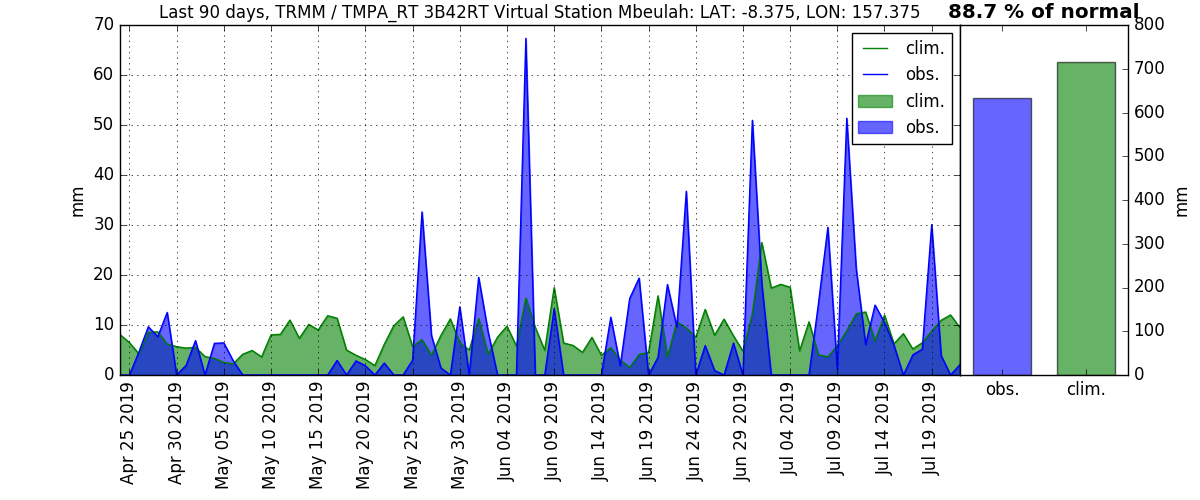 Last 90 days, TRMM / TMPA_RT 3B42RT Virtual Station Mbeulah: LAT: -8.375, LON: 157.375
88.7 % of normal
mm
70
60
50
40
30
20
10
0
clim.
obs.
clim.
obs.
Apr 25 2019
Apr 30 2019
May 05 2019
May 10 2019
May 15 2019
May 20 2019
May 25 2019
May 30 2019
Jun 04 2019
Jun 09 2019
Jun 14 2019
Jun 19 2019
Jun 24 2019
Jun 29 2019
Jul 04 2019
Jul 09 2019
Jul 14 2019
Jul 19 2019
obs.
clim.
800
700
600
500
400
300
200
100
0
mm